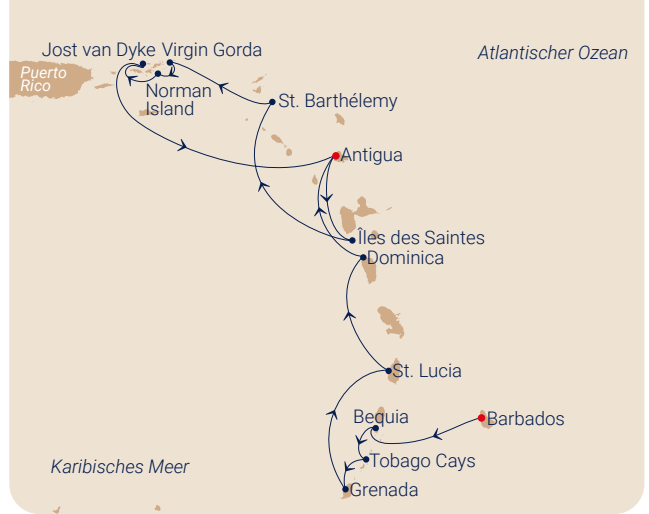 Jost van Dyke
Virgin Gorda
Atlantischer Ozean
Puerto
Rico
Norman
Island
St. Barthélemy
Antigua
Îles des Saintes
Dominica
St. Lucia
Bequia
Barbados
Karibisches Meer
Tobago Cays
Grenada